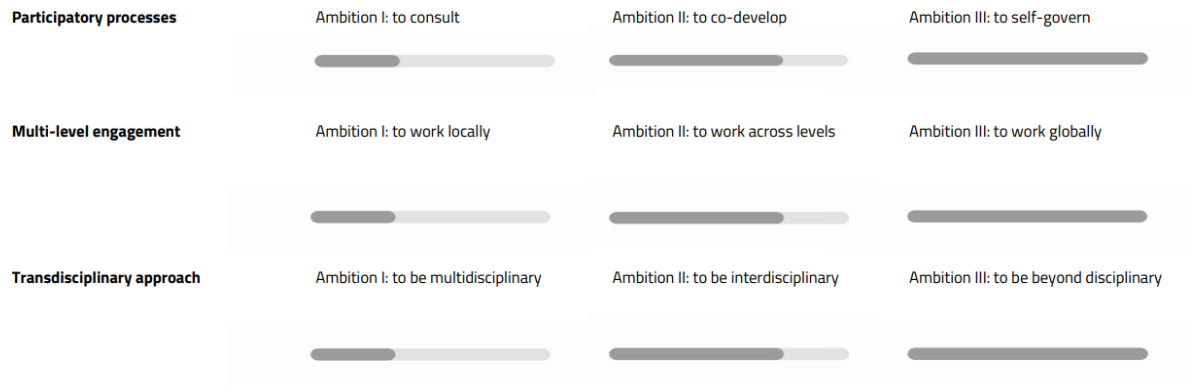 Participatory processes
Ambition I: to consult
Ambition II: to co-develop
Ambition III: to self-govern
Multi-level engagement
Ambition I: to work locally
Ambition II: to work across levels
Ambition III: to work globally
Transdisciplinary approach
Ambition I: to be multidisciplinary
Ambition II: to be interdisciplinary
Ambition III: to be beyond disciplinary